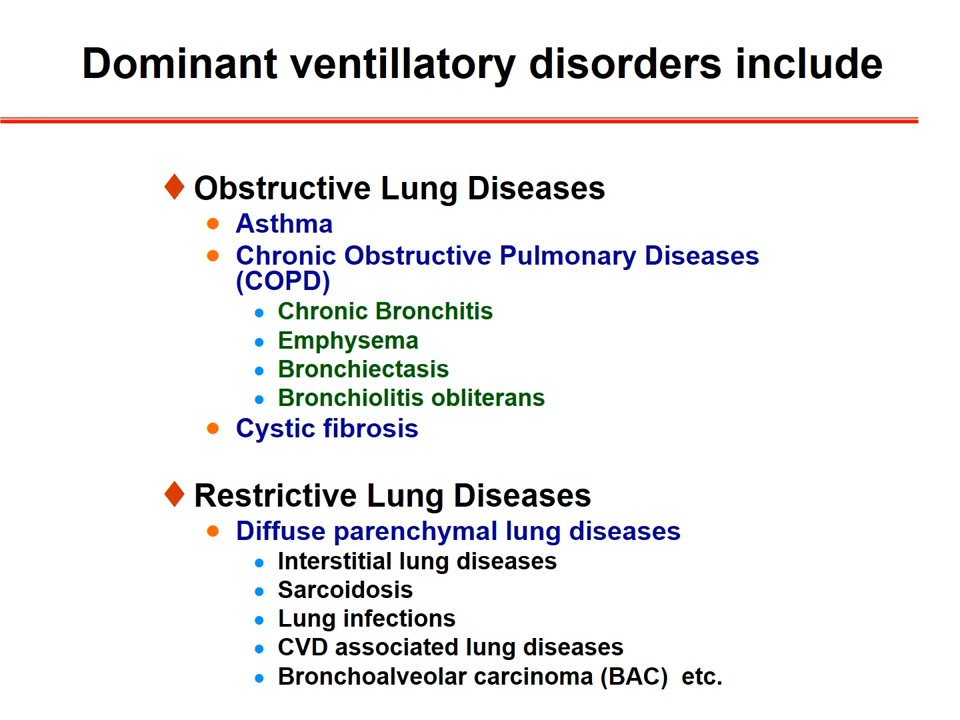 Dominant ventillatory disorders include
Obstructive Lung Diseases
Asthma
Chronic Obstructive Pulmonary Diseases
(COPD)
Chronic Bronchitis
Emphysema
Bronchiectasis
Bronchiolitis obliterans
Cystic fibrosis
Restrictive Lung Diseases
Diffuse parenchymal lung diseases
Interstitial lung diseases
Sarcoidosis
Lung infections
CVD associated lung diseases
Bronchoalveolar carcinoma (BAC)  etc.